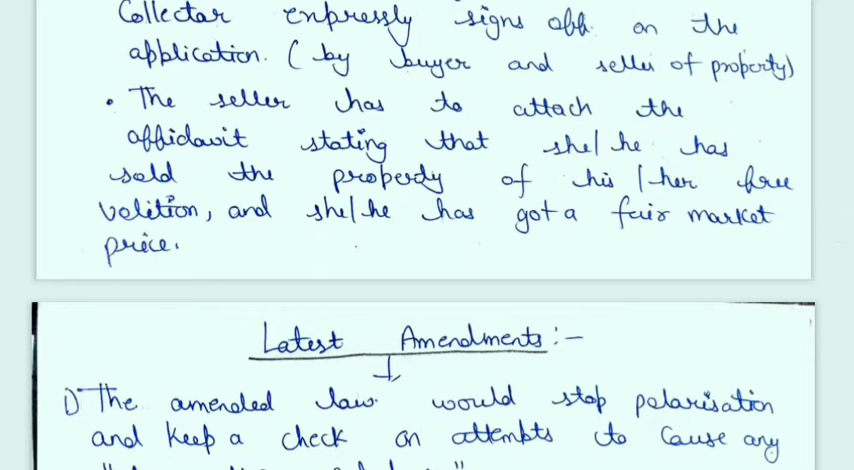 Collector expressly signs off on the
application. (by buyer and seller of property)
• The seller has to attach the
affidavit stating that she/he has
sold the property of his/her free
volition, and she/he has got a fair market
price.
Latest Amendments:-
1) The amended law would stop polarisation
and keep a check on attempts to cause any